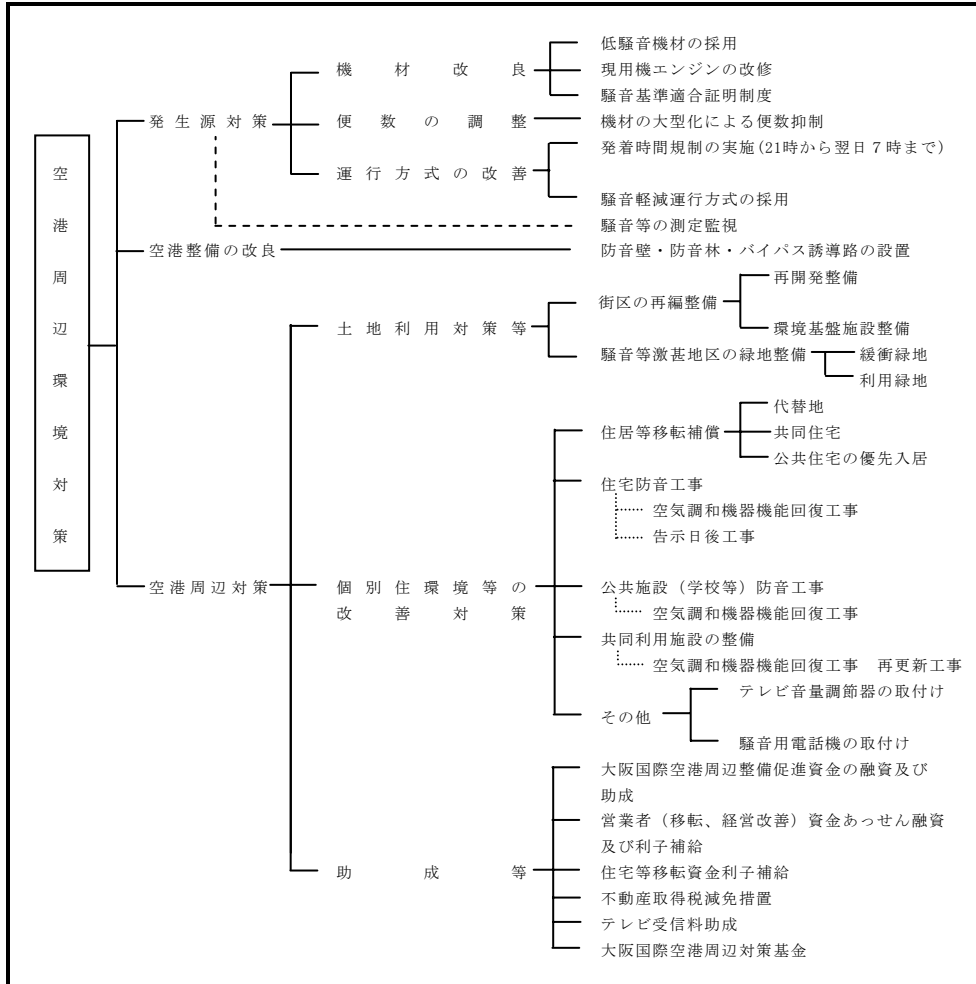 空港周辺環境対策
発生源対策
機材改良
低騒音機材の採用
現用機エンジンの改修
騒音基準適合証明制度
便数の調整
機材の大型化による便数抑制
運行方式の改善
発着時間規制の実施(21時から翌日７時まで)
騒音軽減運行方式の採用
騒音等の測定監視
空港整備の改良
防音壁・防音林・バイパス誘導路の設置
空港周辺対策
土地利用対策等
街区の再編整備
再開発整備
環境基盤施設整備
騒音等激甚地区の緑地整備
緩衝緑地
利用緑地
個別住環境等の
改善対策
住居等移転補償
代替地
共同住宅
公共住宅の優先入居
住宅防音工事
空気調和機器機能回復工事
告示日後工事
公共施設（学校等）防音工事
空気調和機器機能回復工事
共同利用施設の整備
空気調和機器機能回復工事　再更新工事
その他
テレビ音量調節器の取付け
騒音用電話機の取付け
助成等
大阪国際空港周辺整備促進資金の融資及び
助成
営業者（移転、経営改善）資金あっせん融資
及び利子補給
住宅等移転資金利子補給
不動産取得税減免措置
テレビ受信料助成
大阪国際空港周辺対策基金